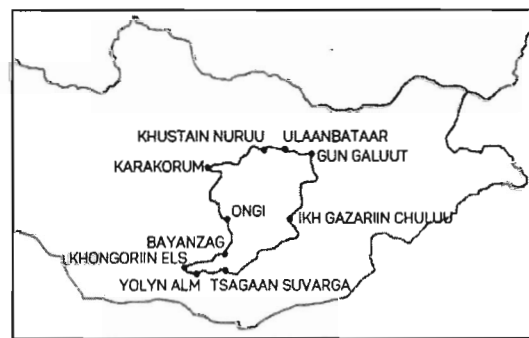 KHUSTAIN NURUU
ULAANBATAAR
GUN GALUUT
KARAKORUM
ONGI
IKH GAZARIIN CHULUU
BAYANZAG
KHONGORIIN ELS
YOLYN ALM
TSAGAAN SUVARGA